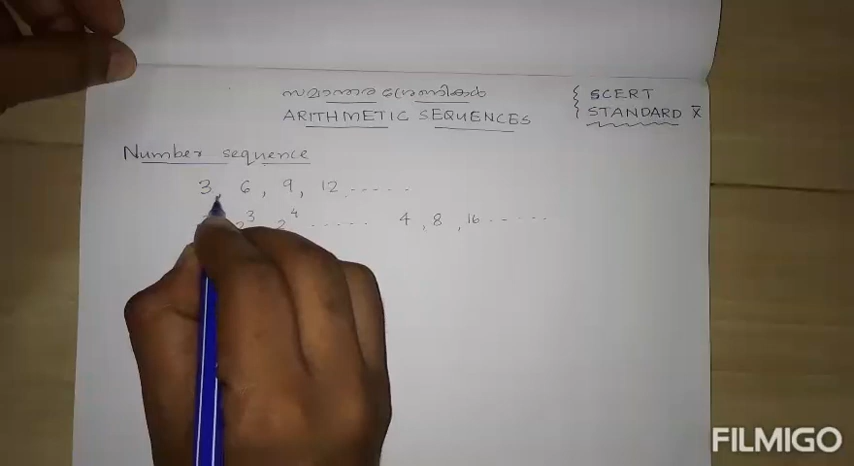 സമാന്തര ശ്രേണികൾ
SCERT
ARITHMETIC SEQUENCES
STANDARD X
Number sequence
3, 6, 9, 12.....
2³ 2⁴ ..... 4, 8, 16.....
FILMIGO